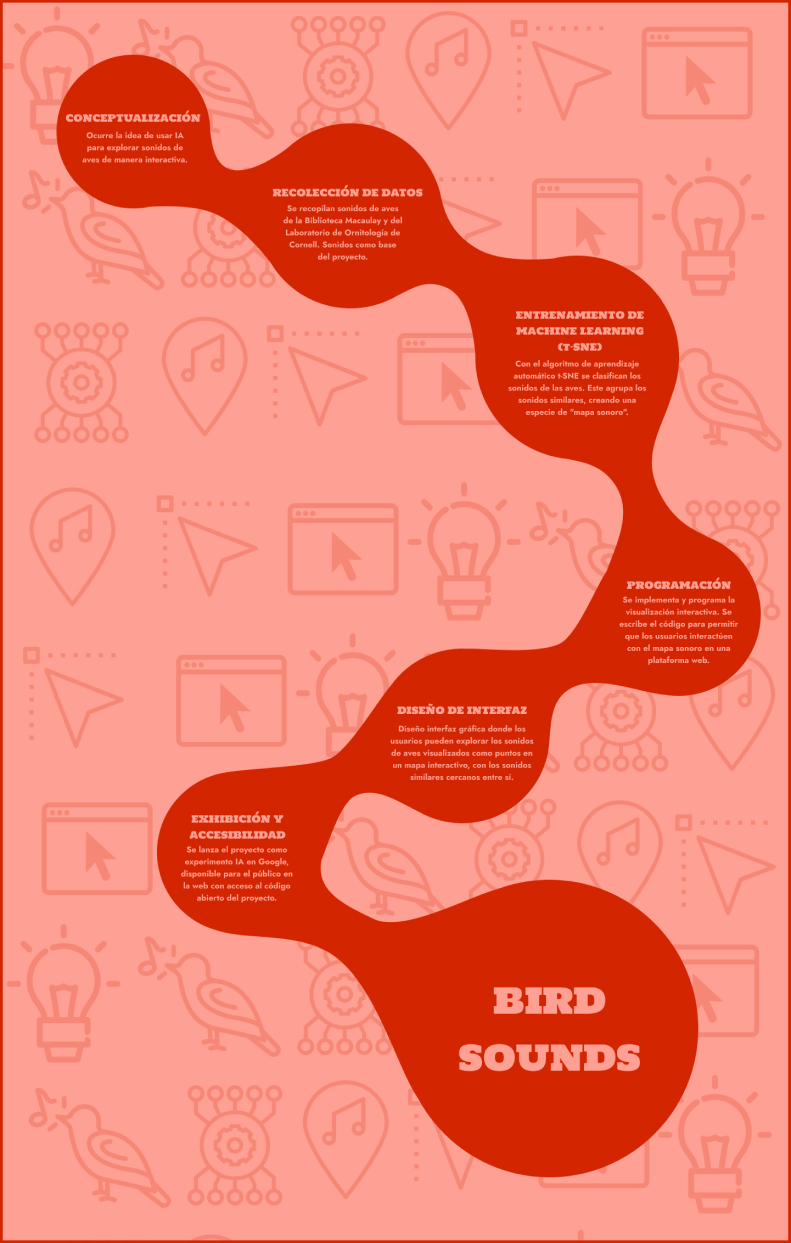 CONCEPTUALIZACIÓN
Ocurre la idea de usar IA
para explorar sonidos de
aves de manera interactiva.
RECOLECCIÓN DE DATOS
Se recopilan sonidos de aves
de la Biblioteca Macaulay y del
Laboratorio de Ornitología de
Cornell. Sonidos como base
del proyecto.
ENTRENAMIENTO DE
MACHINE LEARNING
(T-SNE)
Con el algoritmo de aprendizaje
automático t-SNE se clasifican los
sonidos de las aves. Este agrupa los
sonidos similares, creando una
especie de "mapa sonoro".
PROGRAMACIÓN
Se implementa y programa la
visualización interactiva. Se
escribe el código para permitir
que los usuarios interactúen
con el mapa sonoro en una
plataforma web.
DISEÑO DE INTERFAZ
Diseño interfaz gráfica donde los
usuarios pueden explorar los sonidos
de aves visualizados como puntos en
un mapa interactivo, con los sonidos
similares cercanos entre sí.
EXHIBICIÓN Y
ACCESIBILIDAD
Se lanza el proyecto como
experimento IA en Google,
disponible para el público en
la web con acceso al código
abierto del proyecto.
BIRD
SOUNDS